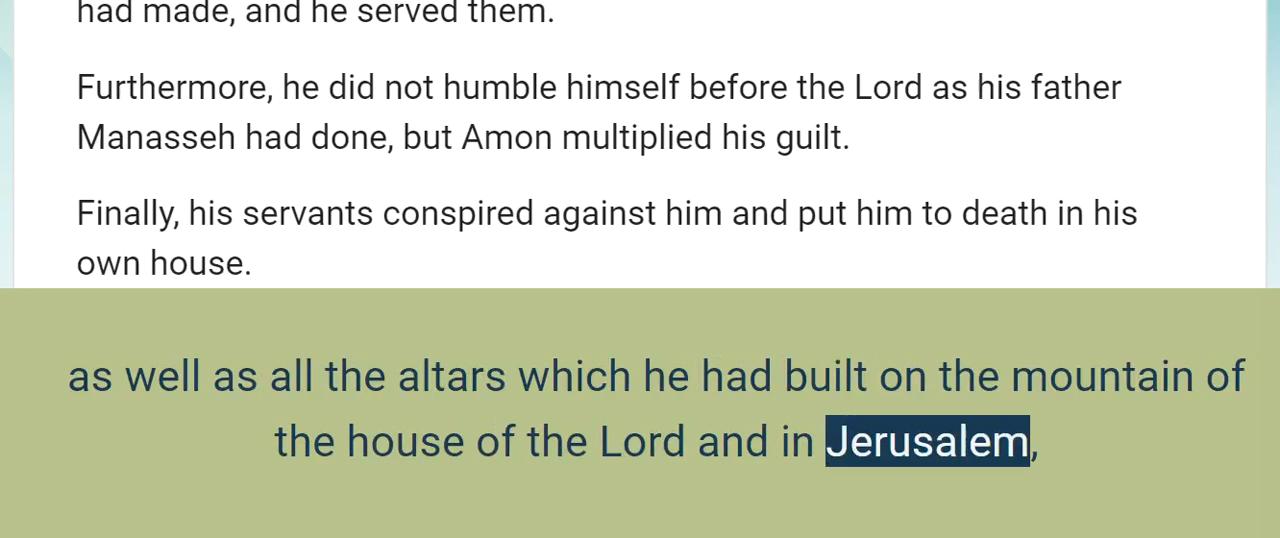 had made, and he served them.
Furthermore, he did not humble himself before the Lord as his father
Manasseh had done, but Amon multiplied his guilt.
Finally, his servants conspired against him and put him to death in his
own house.
as well as all the altars which he had built on the mountain of
the house of the Lord and in Jerusalem,